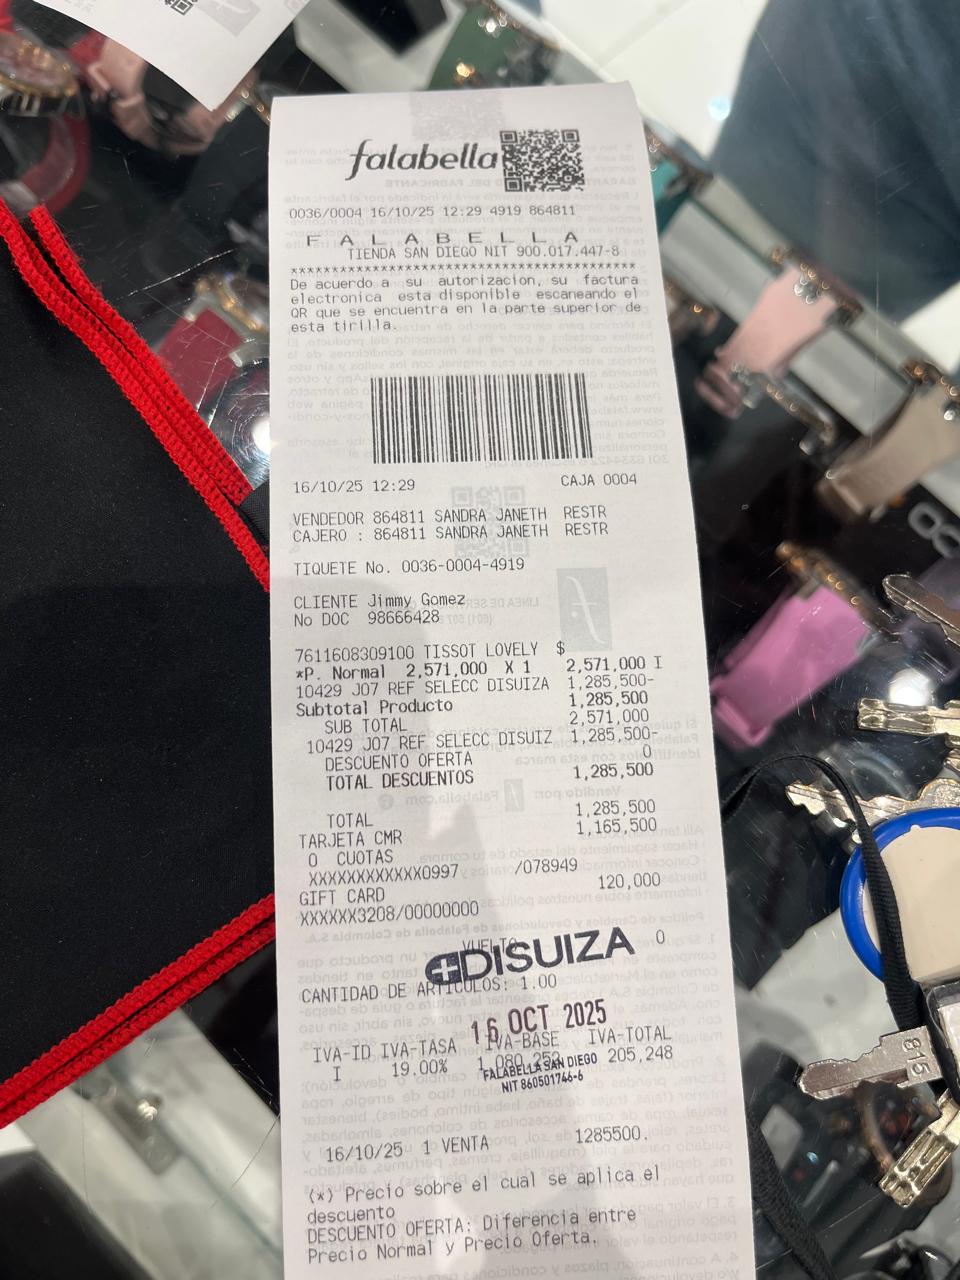 falabella
0036/0004 16/10/25 12:29 4919 864811
F A L A B E L L A
TIENDA SAN DIEGO NIT 900.017.447-8
****************************************
De acuerdo a su autorizacion, su factura
electronica esta disponible escaneando el
QR que se encuentra en la parte superior de
esta tirilla.
16/10/25 12:29 CAJA 0004
VENDEDOR 864811 SANDRA JANETH RESTR
CAJERO : 864811 SANDRA JANETH RESTR
TIQUETE No. 0036-0004-4919
CLIENTE Jimmy Gomez
No DOC 98666428
7611608309100 TISSOT LOVELY $
*P. Normal 2,571,000 X 1 2,571,000 I
10429 J07 REF SELECC DISUIZA 1,285,500-
Subtotal Producto 1,285,500
SUB TOTAL 2,571,000
10429 J07 REF SELECC DISUIZ 1,285,500-
DESCUENTO OFERTA 0
TOTAL DESCUENTOS 1,285,500
TOTAL 1,285,500
TARJETA CMR 1,165,500
0 CUOTAS
XXXXXXXXXXXX0997 /078949
GIFT CARD 120,000
XXXXXX3208/00000000
VUELTO 0
DISUIZA
CANTIDAD DE ARTICULOS: 1.00
16 OCT 2025
IVA-ID IVA-TASA IVA-BASE IVA-TOTAL
I 19.00% 1,080,252 205,248
FALABELLA SAN DIEGO
NIT 860501746-6
16/10/25 1 VENTA 1285500.
(*) Precio sobre el cual se aplica el
descuento
DESCUENTO OFERTA: Diferencia entre
Precio Normal y Precio Oferta.
815